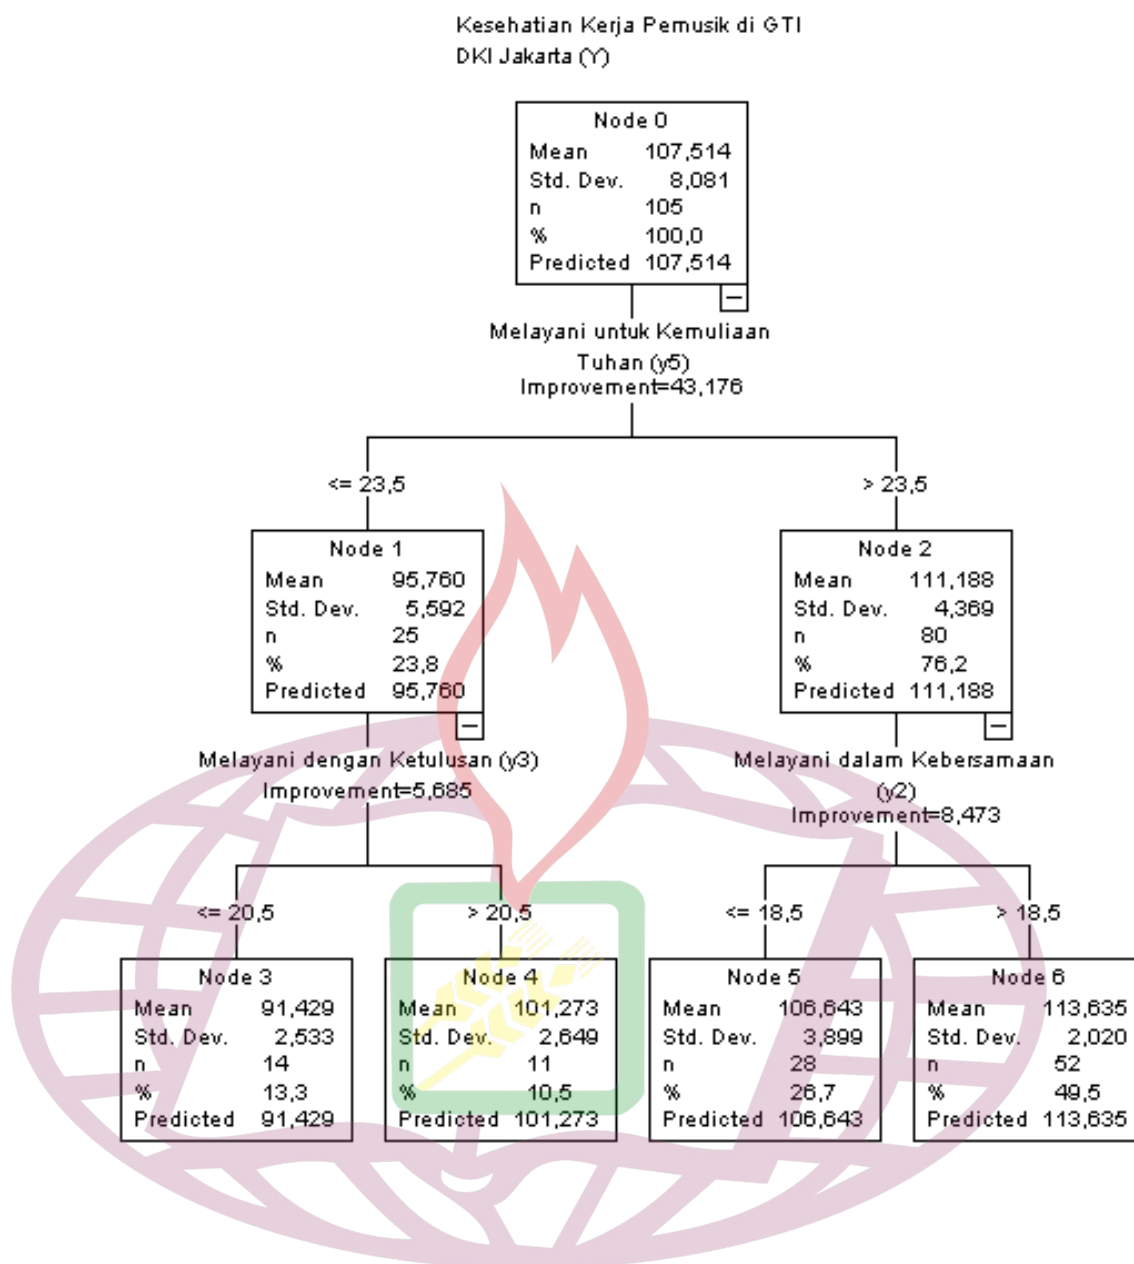 Kesehatian Kerja Pemusik di GTI
DKI Jakarta (Y)
Node 0
Mean 107,514
Std. Dev. 8,081
n 105
% 100,0
Predicted 107,514
Melayani untuk Kemuliaan
Tuhan (y5)
Improvement=43,176
<= 23,5
> 23,5
Node 1
Mean 95,760
Std. Dev. 5,592
n 25
% 23,8
Predicted 95,760
Node 2
Mean 111,188
Std. Dev. 4,369
n 80
% 76,2
Predicted 111,188
Melayani dengan Ketulusan (y3)
Improvement=5,685
Melayani dalam Kebersamaan
(y2)
Improvement=8,473
<= 20,5
> 20,5
<= 18,5
> 18,5
Node 3
Mean 91,429
Std. Dev. 2,533
n 14
% 13,3
Predicted 91,429
Node 4
Mean 101,273
Std. Dev. 2,649
n 11
% 10,5
Predicted 101,273
Node 5
Mean 106,643
Std. Dev. 3,899
n 28
% 26,7
Predicted 106,643
Node 6
Mean 113,635
Std. Dev. 2,020
n 52
% 49,5
Predicted 113,635